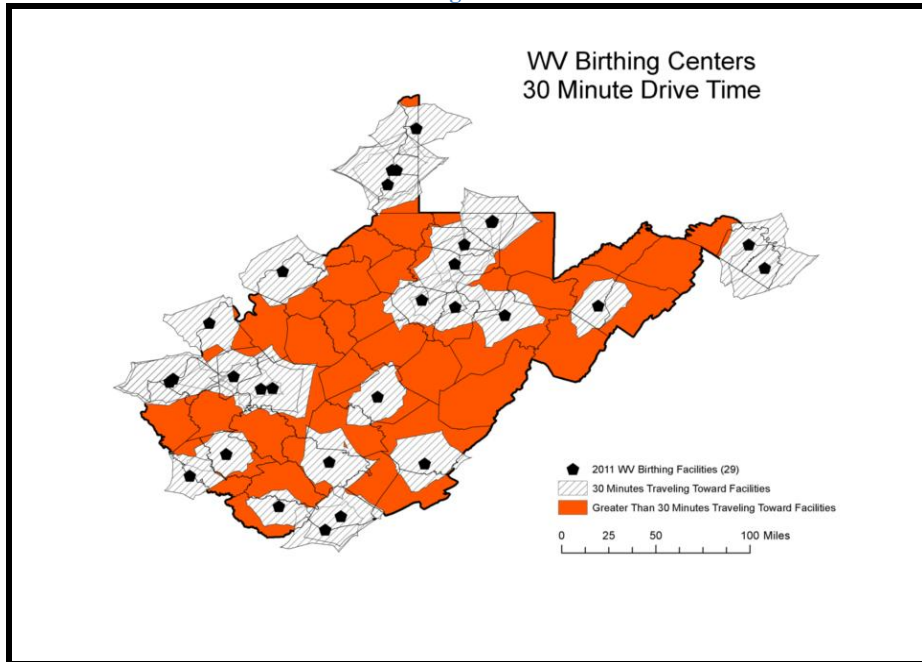 WV Birthing Centers
30 Minute Drive Time
2011 WV Birthing Facilities (29)
30 Minutes Traveling Toward Facilities
Greater Than 30 Minutes Traveling Toward Facilities
0 25 50 100 Miles